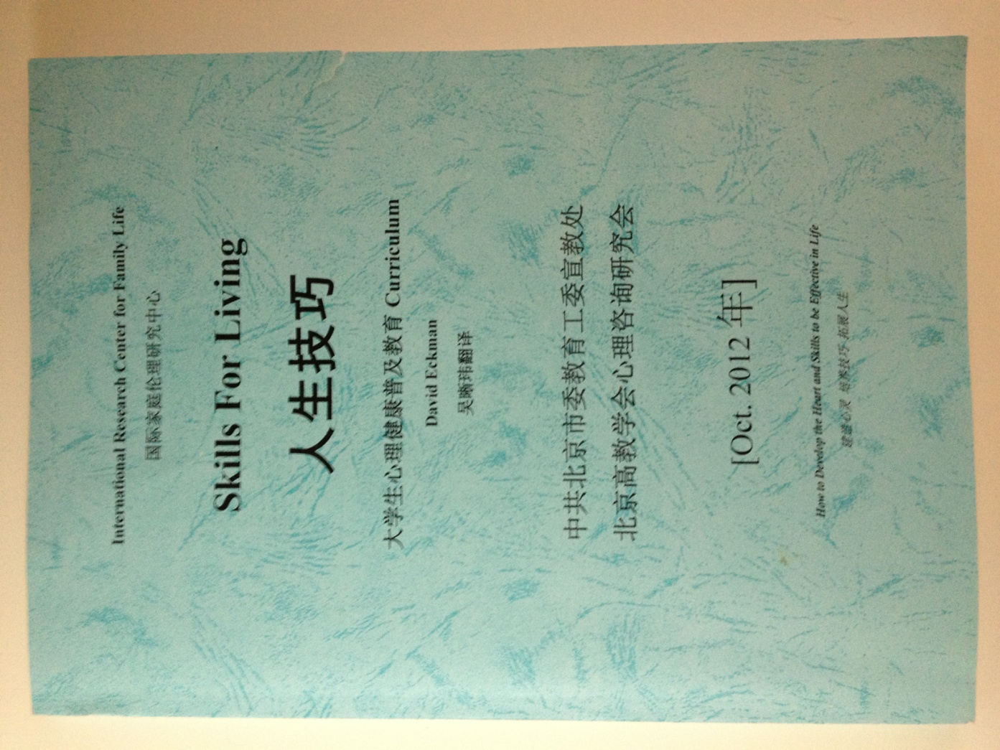 International Research Center for Family Life
国际家庭伦理研究中心
Skills For Living
人生技巧
大学生心理健康普及教育 Curriculum
David Eckman
吴晰玮翻译
中共北京市委教育工委宣教处
北京高教学会心理咨询研究会
[Oct. 2012 年]
How to Develop the Heart and Skills to be Effective in Life
建造心灵 培养技巧 拓展人生